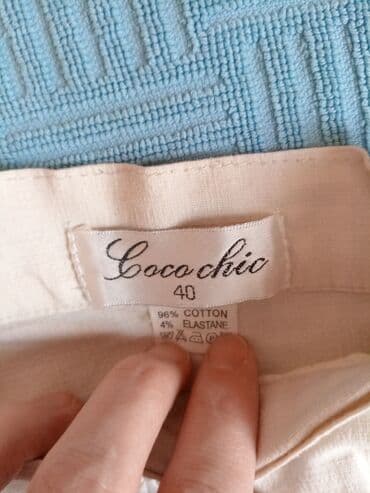 Coco chic
40
96% COTTON
4% ELASTANE